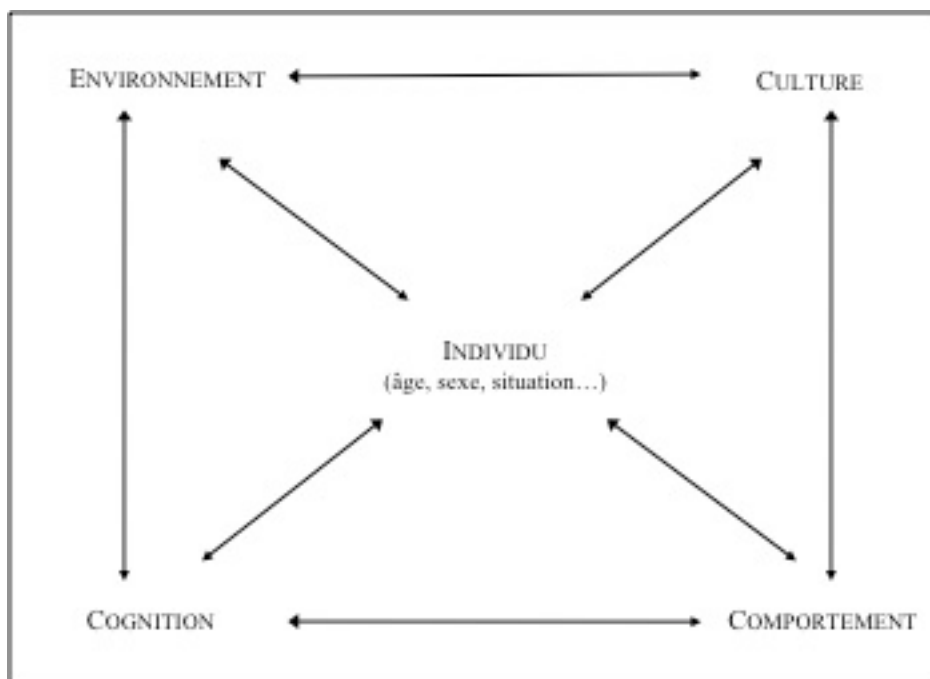 ENVIRONNEMENT
CULTURE
INDIVIDU
(âge, sexe, situation…)
COGNITION
COMPORTEMENT